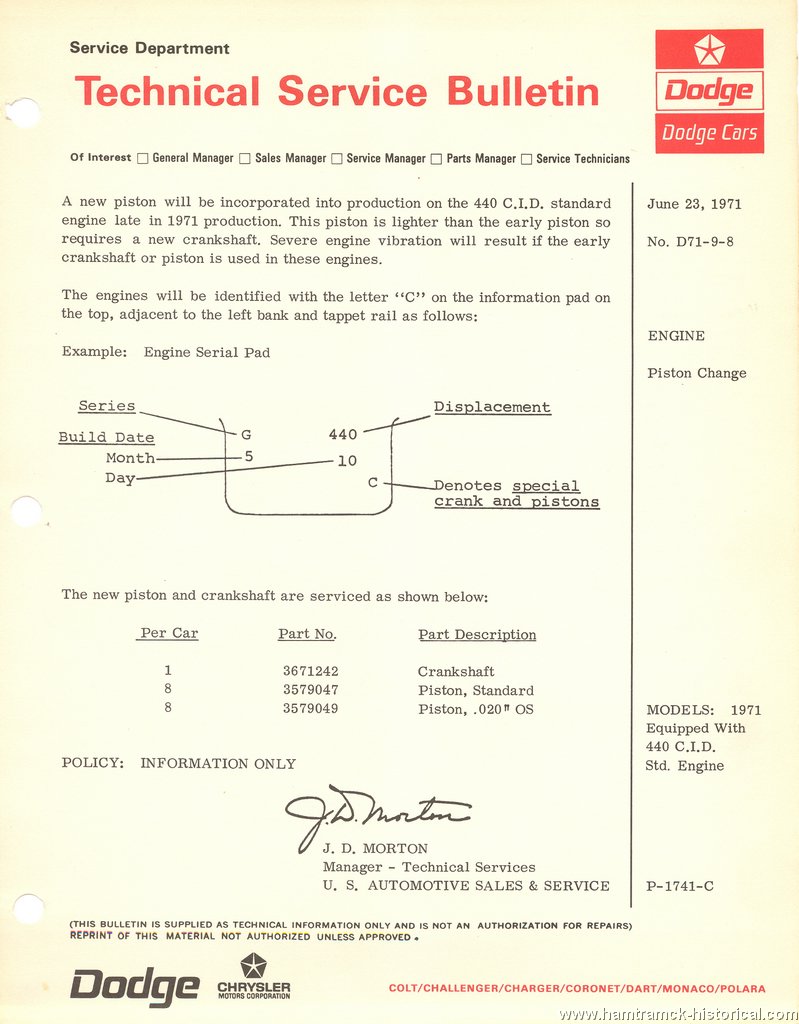 Service Department
Technical Service Bulletin
Dodge
Dodge Cars
Of Interest □ General Manager □ Sales Manager □ Service Manager □ Parts Manager □ Service Technicians
A new piston will be incorporated into production on the 440 C.I.D. standard
engine late in 1971 production. This piston is lighter than the early piston so
requires a new crankshaft. Severe engine vibration will result if the early
crankshaft or piston is used in these engines.
The engines will be identified with the letter "C" on the information pad on
the top, adjacent to the left bank and tappet rail as follows:
Example: Engine Serial Pad
June 23, 1971
No. D71-9-8
ENGINE
Piston Change
Series
Displacement
Build Date
G 440
Month
5 10
Day
C
Denotes special
crank and pistons
The new piston and crankshaft are serviced as shown below:
Per Car Part No. Part Description
1 3671242 Crankshaft
8 3579047 Piston, Standard
8 3579049 Piston, .020" OS
MODELS: 1971
Equipped With
440 C.I.D.
Std. Engine
POLICY: INFORMATION ONLY
J.D. Morton
J. D. MORTON
Manager - Technical Services
U. S. AUTOMOTIVE SALES & SERVICE
P-1741-C
(THIS BULLETIN IS SUPPLIED AS TECHNICAL INFORMATION ONLY AND IS NOT AN AUTHORIZATION FOR REPAIRS)
REPRINT OF THIS MATERIAL NOT AUTHORIZED UNLESS APPROVED.
Dodge
CHRYSLER
MOTORS CORPORATION
COLT/CHALLENGER/CHARGER/CORONET/DART/MONACO/POLARA
www.hamtramck-historical.com